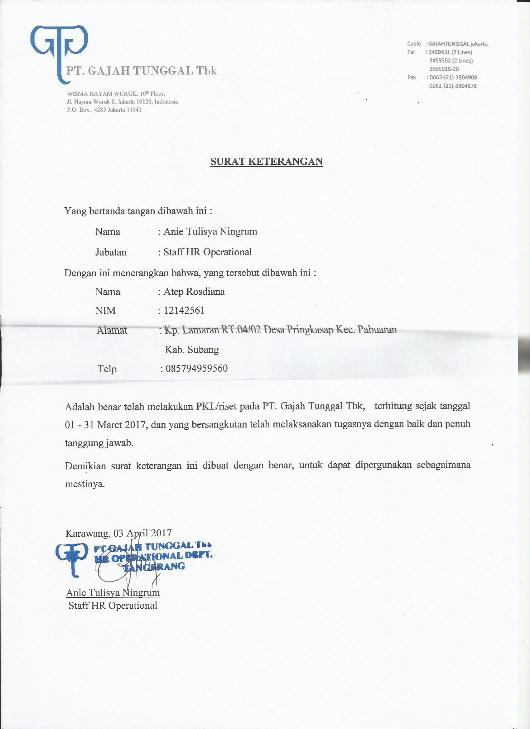 GTP
PT. GAJAH TUNGGAL Tbk
WISMA HAYAM WURUK, 10th Floor,
Jl. Hayam Wuruk 8, Jakarta 10120, Indonesia
P.O. Box : 4283 Jakarta 11042
Cable : GAJAHTUNGGAL jakarta
Tel : 3459431 (2 Lines)
3459302 (2 Lines)
3805916-20
Fax : 0062-(21)-3804908
0062-(21)-3804878
SURAT KETERANGAN
Yang bertanda tangan dibawah ini :
Nama : Anie Tulisya Ningrum
Jabatan : Staff HR Operational
Dengan ini menerangkan bahwa, yang tersebut dibawah ini :
Nama : Atep Rosdiana
NIM : 12142561
Alamat : Kp. Lamaran RT.04/02 Desa Pringkasap Kec. Pabuaran
Kab. Subang
Telp : 085794959560
Adalah benar telah melakukan PKL/riset pada PT. Gajah Tunggal Tbk, terhitung sejak tanggal
01 - 31 Maret 2017, dan yang bersangkutan telah melaksanakan tugasnya dengan baik dan penuh
tanggung jawab.
Demikian surat keterangan ini dibuat dengan benar, untuk dapat dipergunakan sebagaimana
mestinya.
Karawang, 03 April 2017
PT.GAJAH TUNGGAL Tbk
HR OPERATIONAL DEPT.
TANGERANG
Anie Tulisya Ningrum
Staff HR Operational